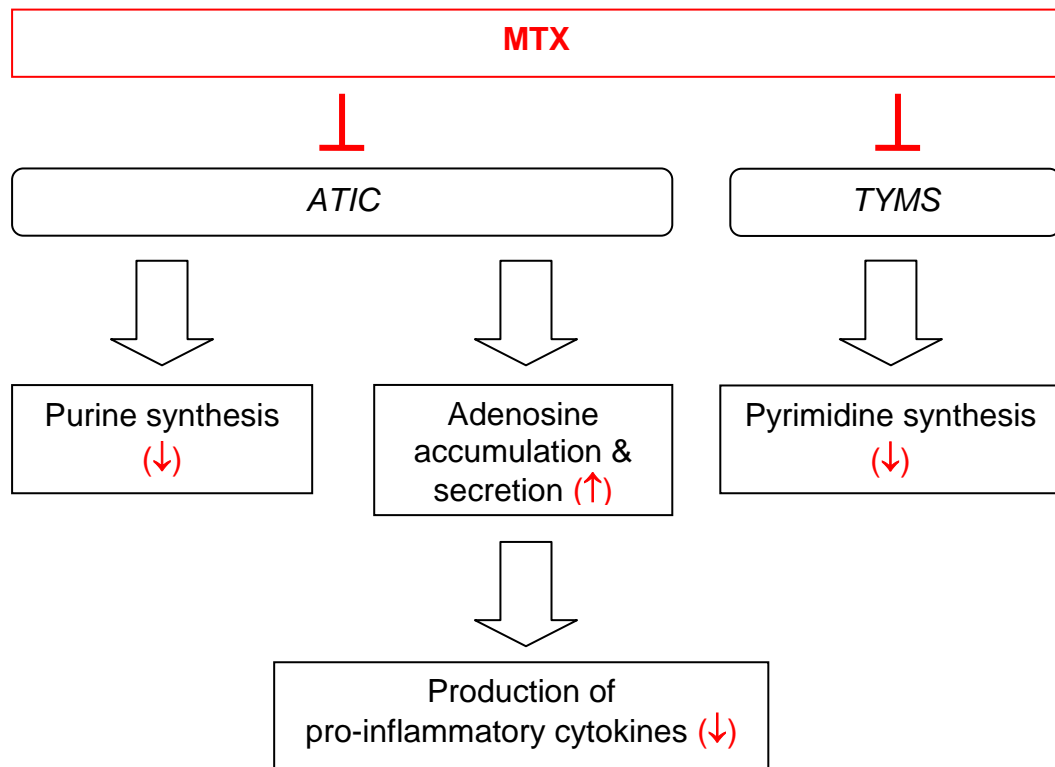 MTX
ATIC
TYMS
Purine synthesis
(↓)
Adenosine
accumulation &
secretion (↑)
Pyrimidine synthesis
(↓)
Production of
pro-inflammatory cytokines (↓)